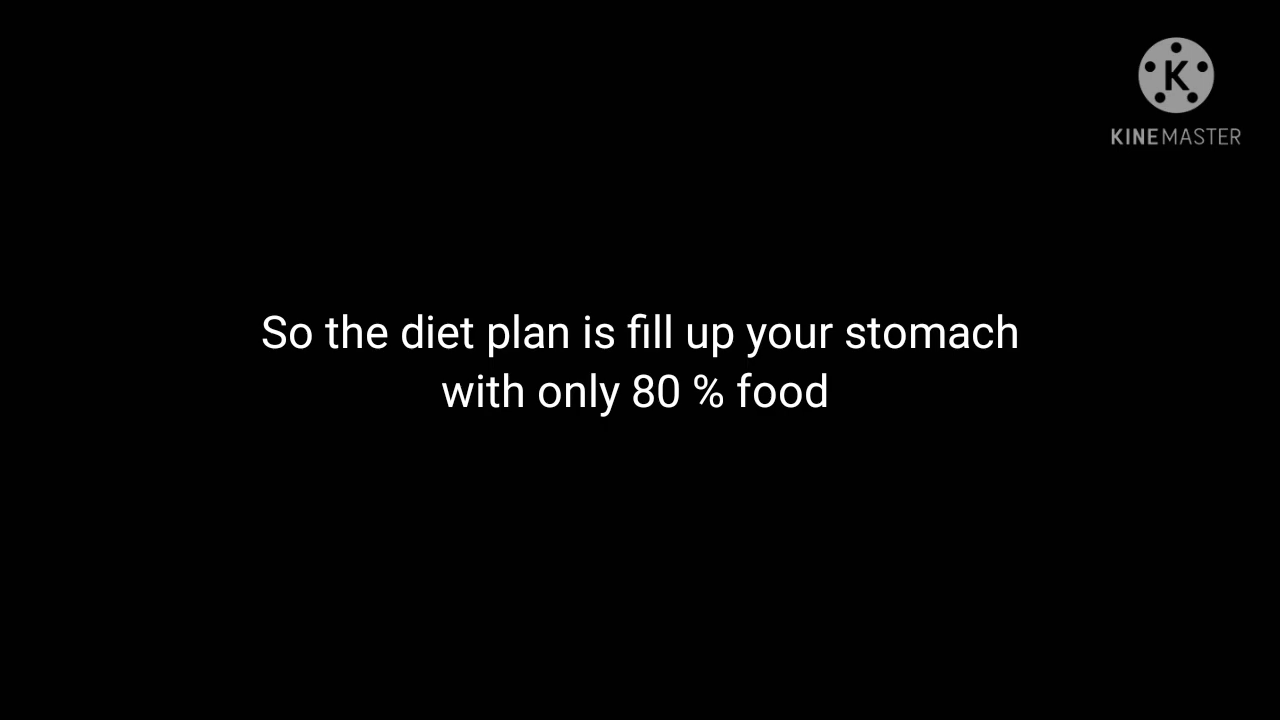 K
KINEMASTER
So the diet plan is fill up your stomach
with only 80 % food